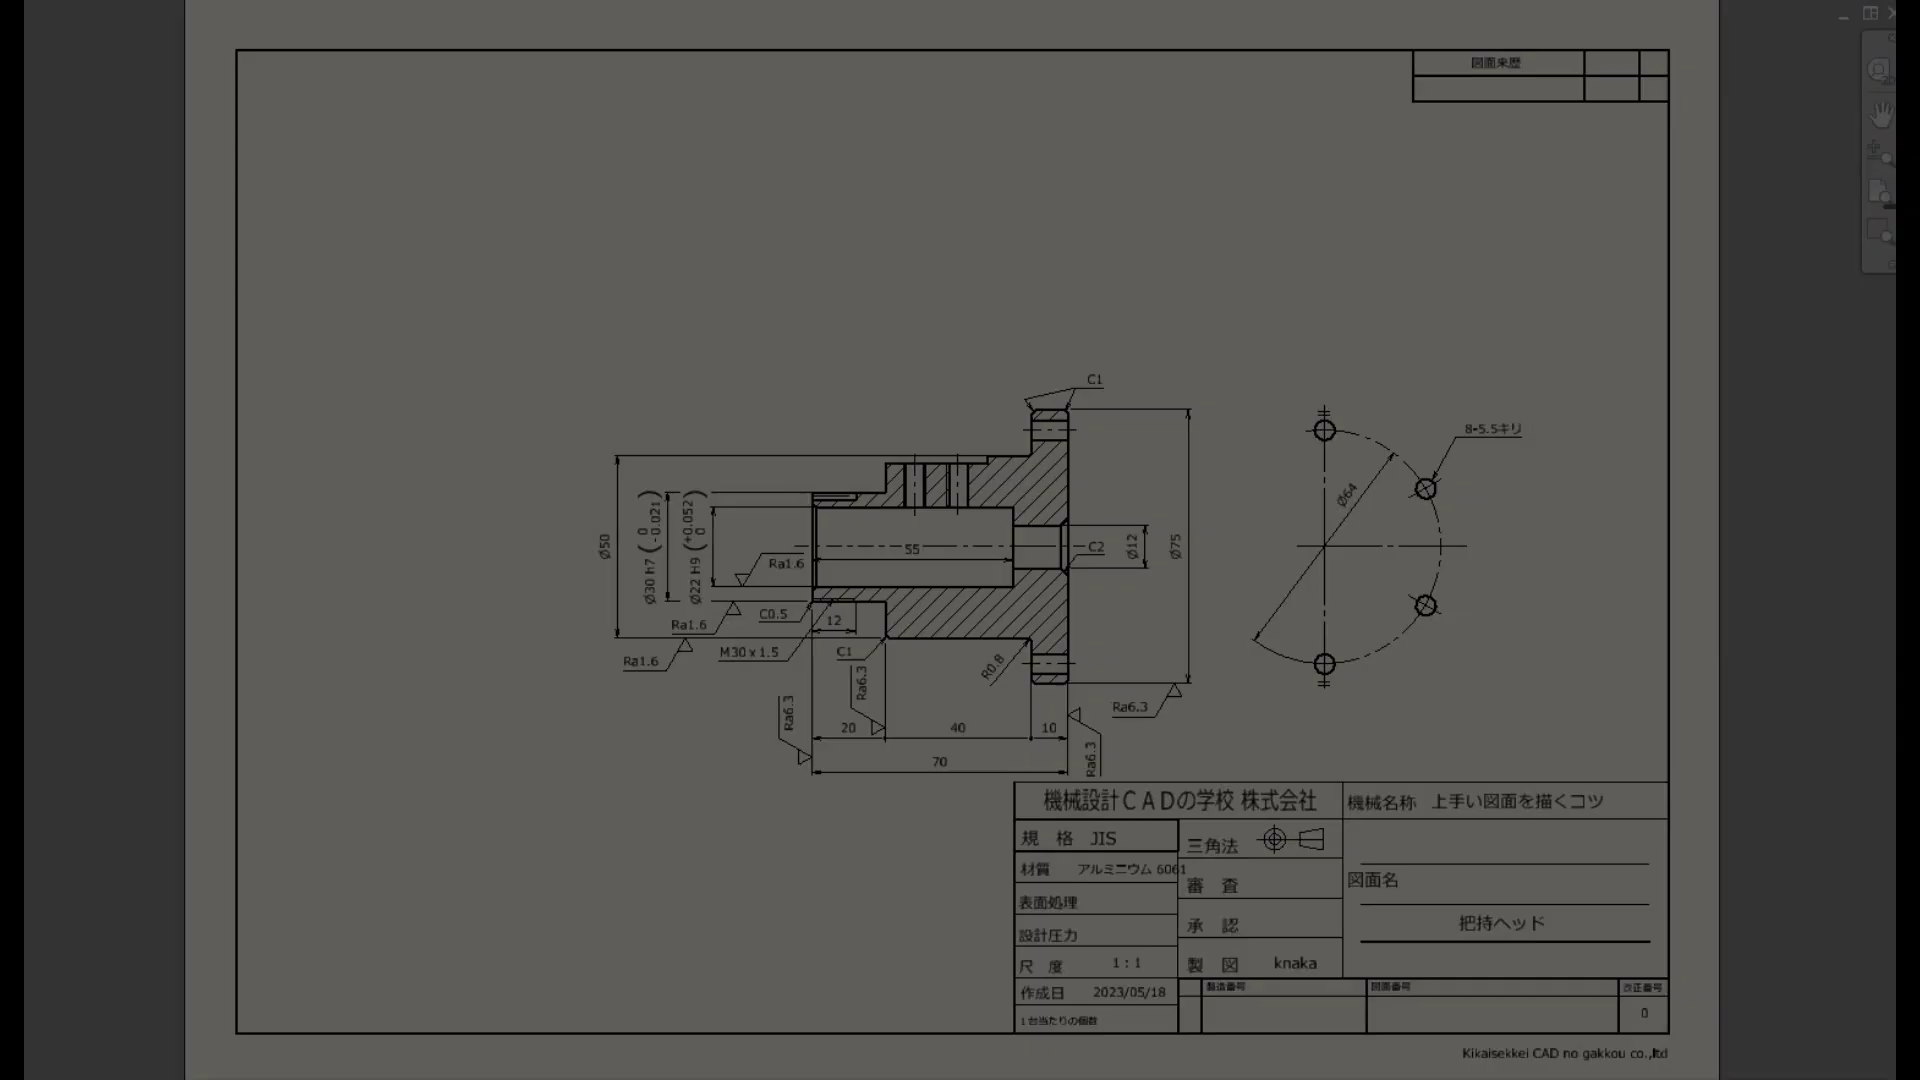 図面来歴
C1
8-5.5キリ
Ø64
Ø50
Ø30 h7 ( 0 -0.021)
Ø22 H9 (+0.052 0)
55
C2
Ø12
Ø75
Ra1.6
C0.5
12
Ra1.6
M30 x 1.5
C1
Ra1.6
R0.8
Ra6.3
Ra6.3
Ra6.3
20
40
10
Ra6.3
70
機械設計CADの学校 株式会社
機械名称 上手い図面を描くコツ
規 格 JIS
三角法
材質 アルミニウム 6061
審 査
図面名
表面処理
承 認
把持ヘッド
設計圧力
尺 度 1:1
製 図 knaka
作成日 2023/05/18
製造番号
図面番号
改正番号
1台当たりの個数
0
Kikaisekkei CAD no gakkou co.,ltd